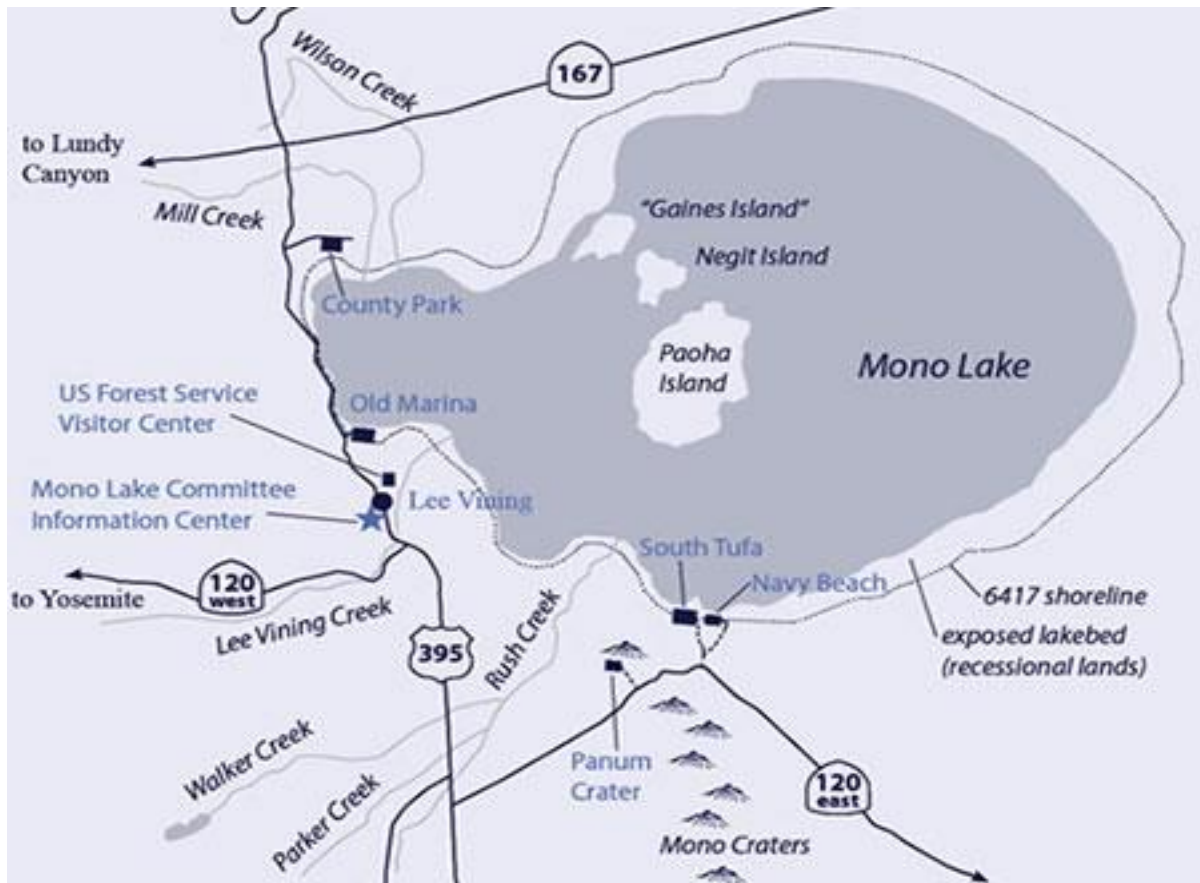 Wilson Creek
167
to Lundy
Canyon
Mill Creek
"Gaines Island"
Negit Island
County Park
Paoha
Island
Mono Lake
US Forest Service
Visitor Center
Old Marina
Mono Lake Committee
Information Center
Lee Vining
South Tufa
Navy Beach
120
west
to Yosemite
6417 shoreline
Lee Vining Creek
395
Rush Creek
exposed lakebed
(recessional lands)
Walker Creek
Panum
Crater
120
east
Parker Creek
Mono Craters